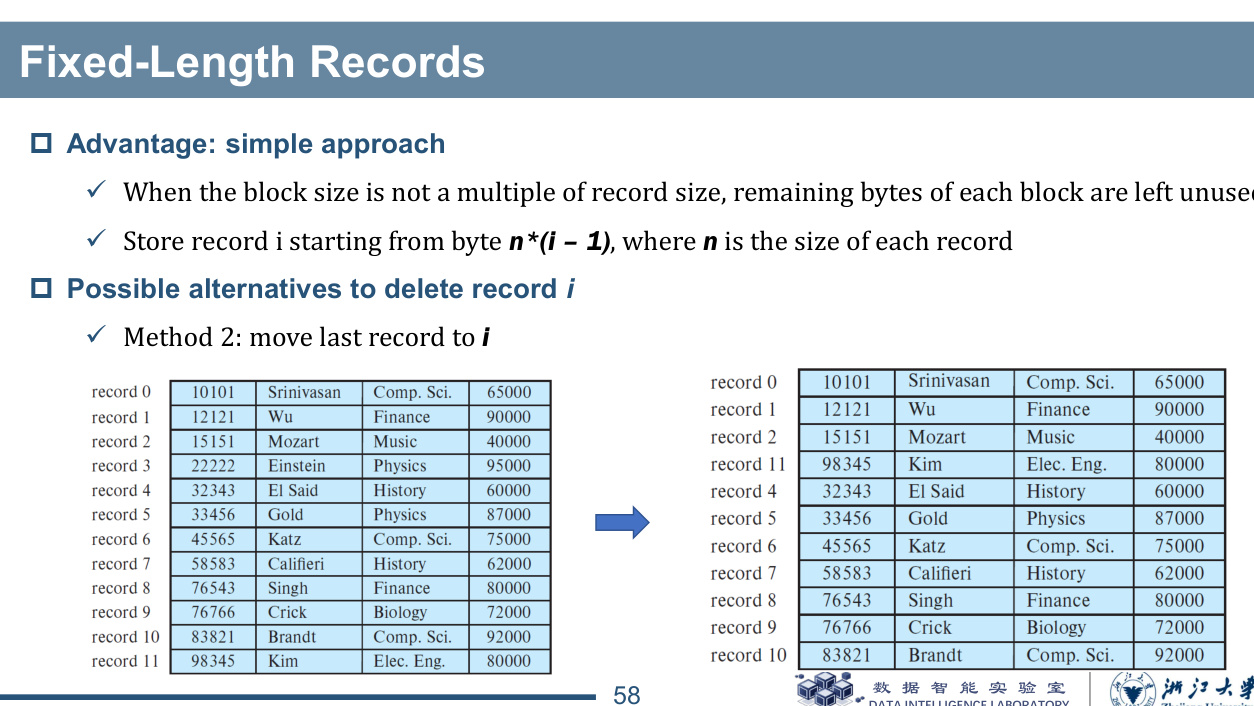 Fixed-Length Records
Advantage: simple approach
When the block size is not a multiple of record size, remaining bytes of each block are left
Store record i starting from byte n*(i – 1), where n is the size of each record
Possible alternatives to delete record i
Method 2: move last record to i
record 0 10101 Srinivasan Comp. Sci. 65000
record 1 12121 Wu Finance 90000
record 2 15151 Mozart Music 40000
record 3 22222 Einstein Physics 95000
record 4 32343 El Said History 60000
record 5 33456 Gold Physics 87000
record 6 45565 Katz Comp. Sci. 75000
record 7 58583 Califieri History 62000
record 8 76543 Singh Finance 80000
record 9 76766 Crick Biology 72000
record 10 83821 Brandt Comp. Sci. 92000
record 11 98345 Kim Elec. Eng. 80000
record 0 10101 Srinivasan Comp. Sci. 65000
record 1 12121 Wu Finance 90000
record 2 15151 Mozart Music 40000
record 11 98345 Kim Elec. Eng. 80000
record 4 32343 El Said History 60000
record 5 33456 Gold Physics 87000
record 6 45565 Katz Comp. Sci. 75000
record 7 58583 Califieri History 62000
record 8 76543 Singh Finance 80000
record 9 76766 Crick Biology 72000
record 10 83821 Brandt Comp. Sci. 92000
58
数据智能实验室
DATA INTELLIGENCE LABORATORY
浙江大学